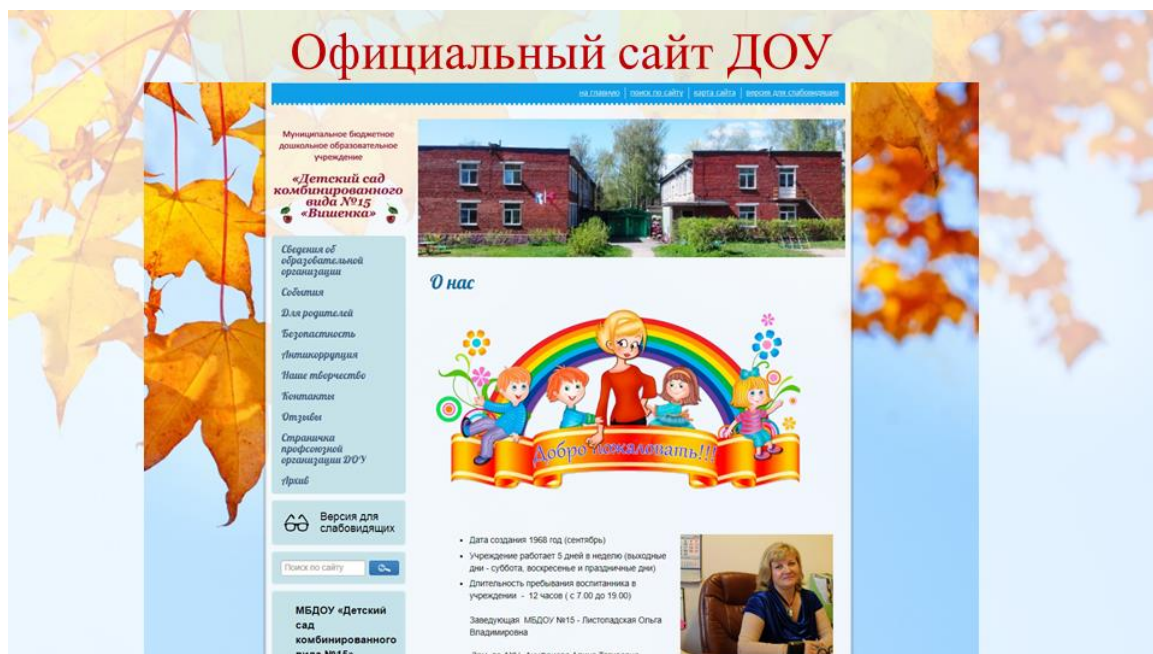 Официальный сайт ДОУ
на главную | поиск по сайту | карта сайта | версия для слабовидящих
Муниципальное бюджетное
дошкольное образовательное
учреждение
«Детский сад
комбинированного
вида №15
«Вишенка»
Сведения об
образовательной
организации
События
Для родителей
Безопастность
Антикоррупция
Наше творчество
Контакты
Отзывы
Страничка
профсоюзной
организации ДОУ
Архив
Версия для
слабовидящих
Поиск по сайту
МБДОУ «Детский
сад
комбинированного
вида №15»
О нас
Добро пожаловать!!!
• Дата создания 1968 год (сентябрь)
• Учреждение работает 5 дней в неделю (выходные
дни - суббота, воскресенье и праздничные дни)
• Длительность пребывания воспитанника в
учреждении - 12 часов ( с 7.00 до 19.00)
Заведующая МБДОУ №15 - Листопадская Ольга
Владимировна